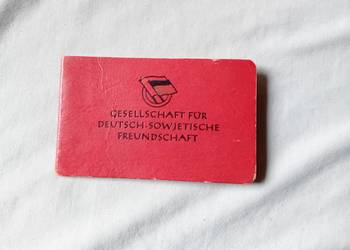 GESELLSCHAFT FÜR
DEUTSCH-SOWJETISCHE
FREUNDSCHAFT